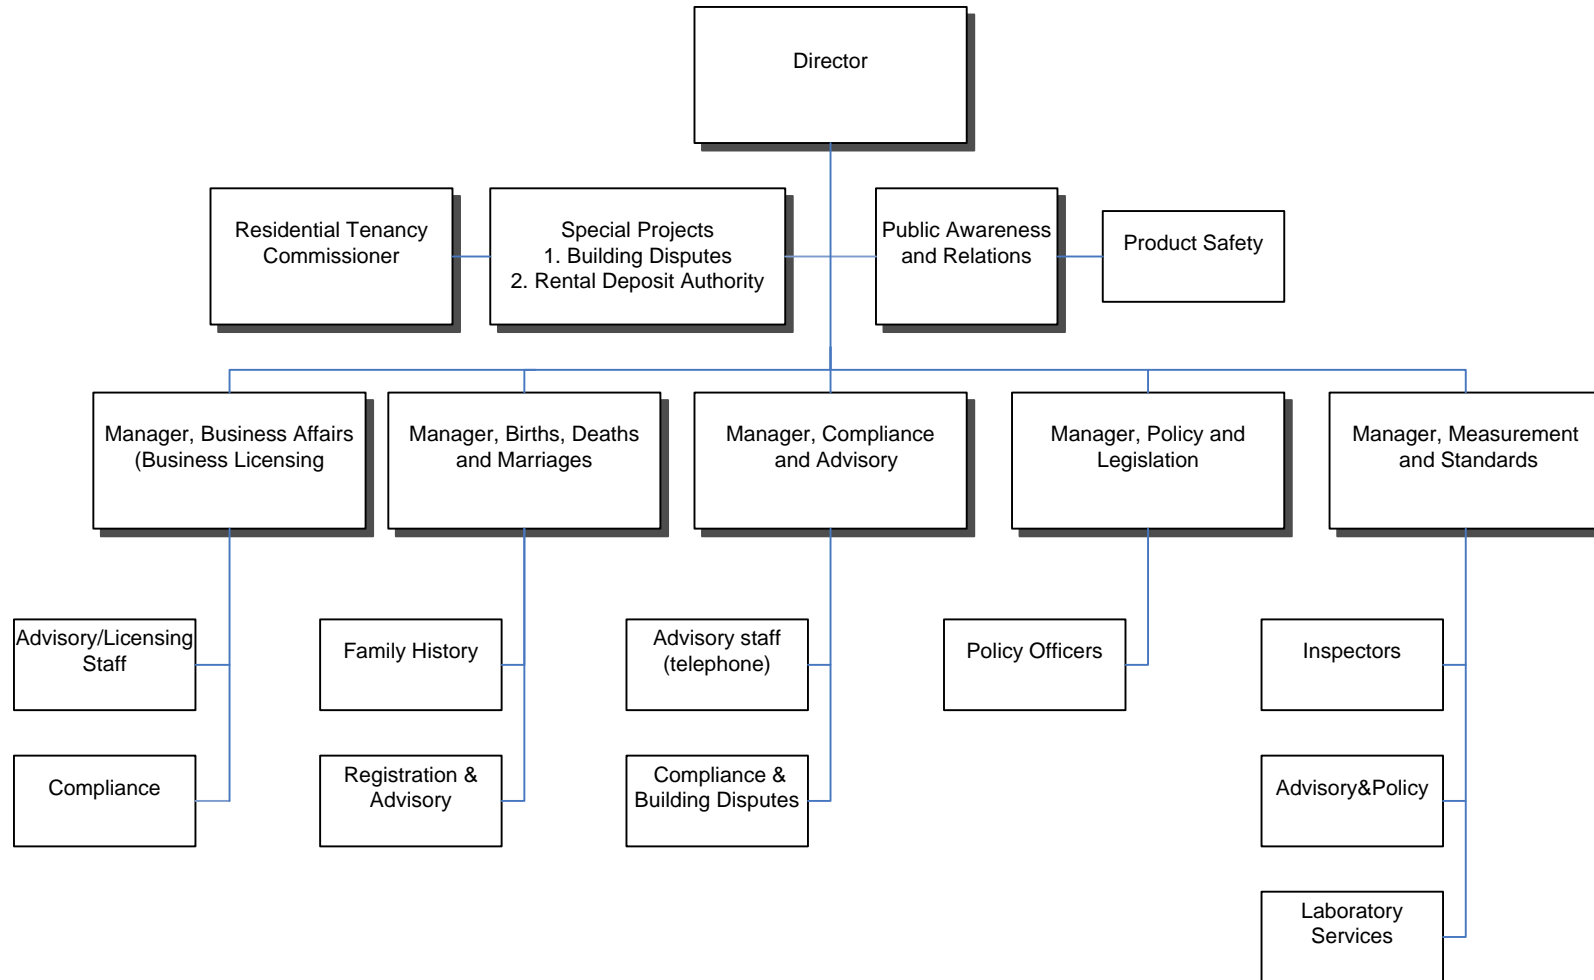 Director
Residential Tenancy
Commissioner
Special Projects
1. Building Disputes
2. Rental Deposit Authority
Public Awareness
and Relations
Product Safety
Manager, Business Affairs
(Business Licensing
Manager, Births, Deaths
and Marriages
Manager, Compliance
and Advisory
Manager, Policy and
Legislation
Manager, Measurement
and Standards
Advisory/Licensing
Staff
Family History
Advisory staff
(telephone)
Policy Officers
Inspectors
Compliance
Registration &
Advisory
Compliance &
Building Disputes
Advisory&Policy
Laboratory
Services